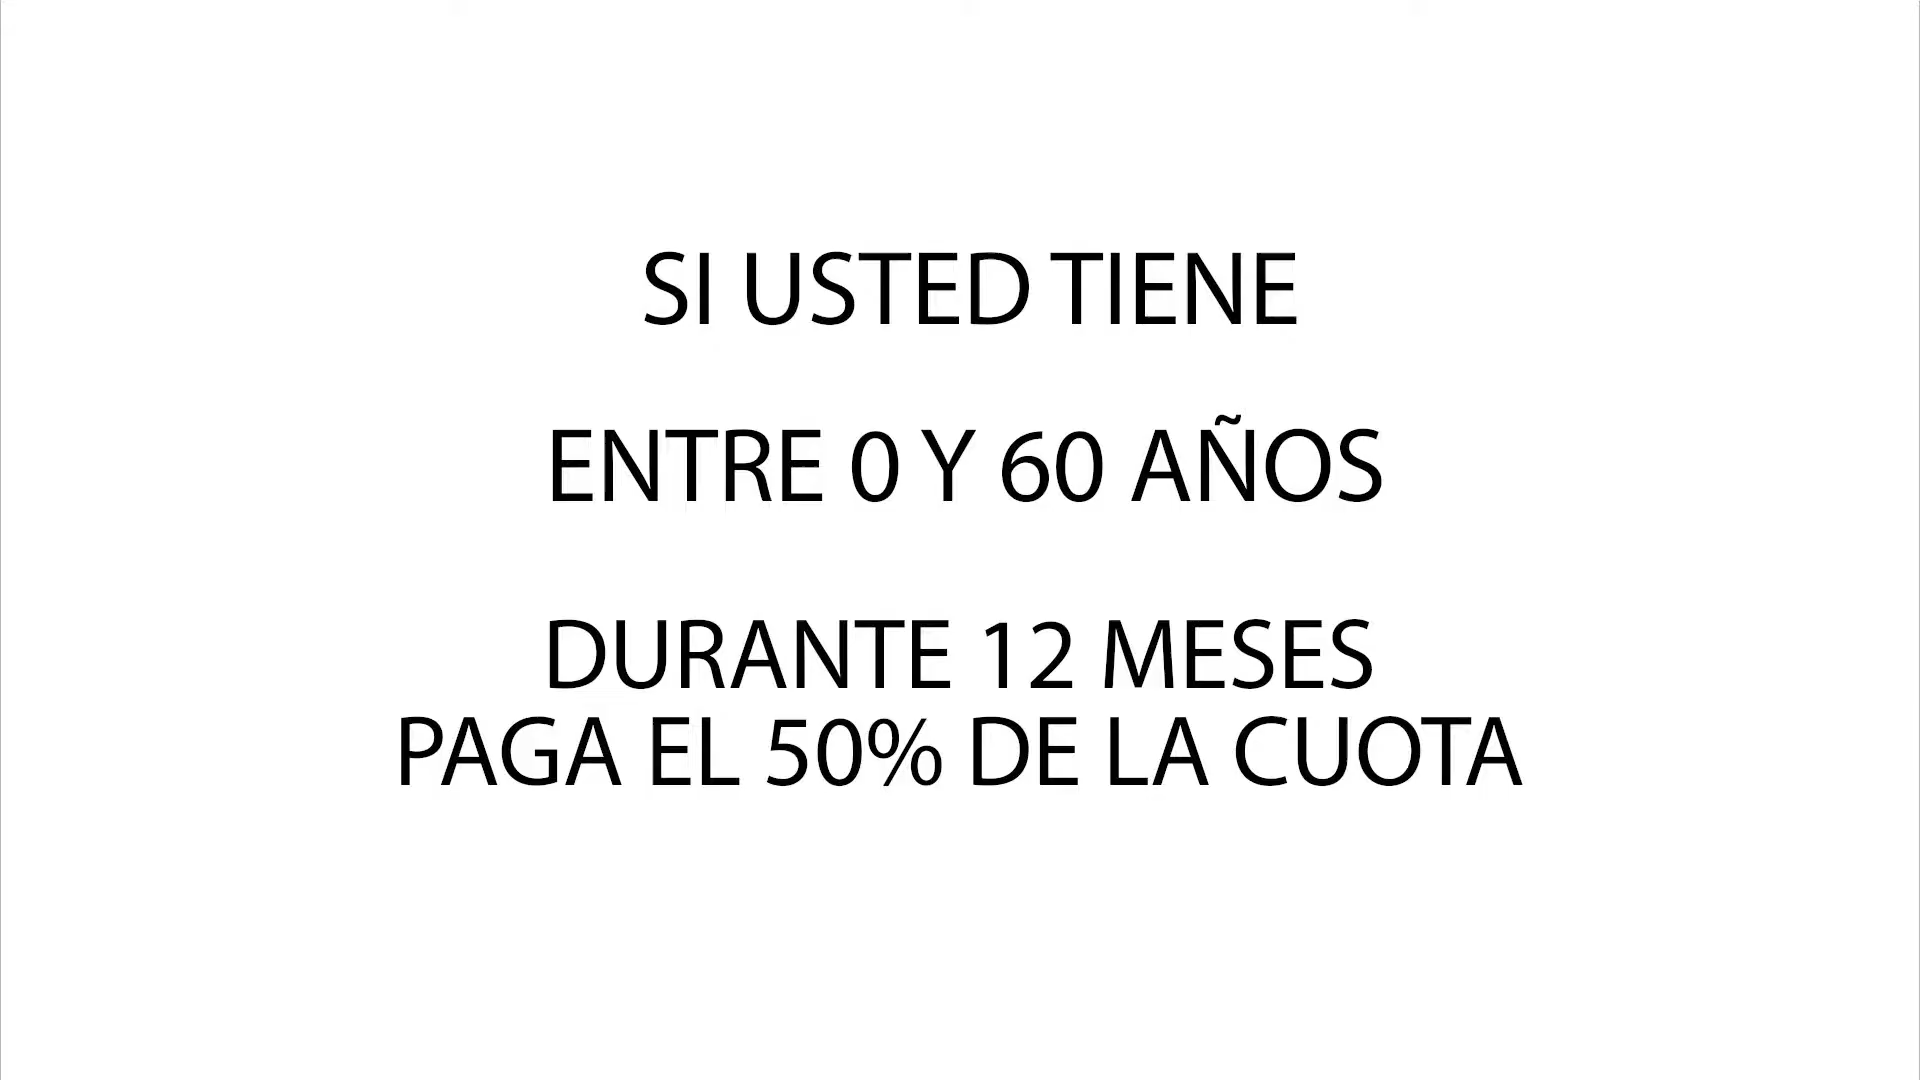 SI USTED TIENE
ENTRE 0 Y 60 AÑOS
DURANTE 12 MESES
PAGA EL 50% DE LA CUOTA